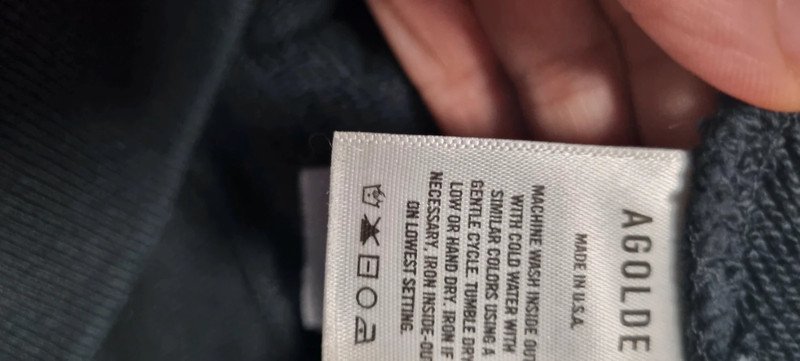 AGOLDE
MADE IN U.S.A.
MACHINE WASH INSIDE OUT
WITH COLD WATER WITH
SIMILAR COLORS USING A
GENTLE CYCLE. TUMBLE DRY
LOW OR HAND DRY. IRON IF
NECESSARY, IRON INSIDE-OU
ON LOWEST SETTING.